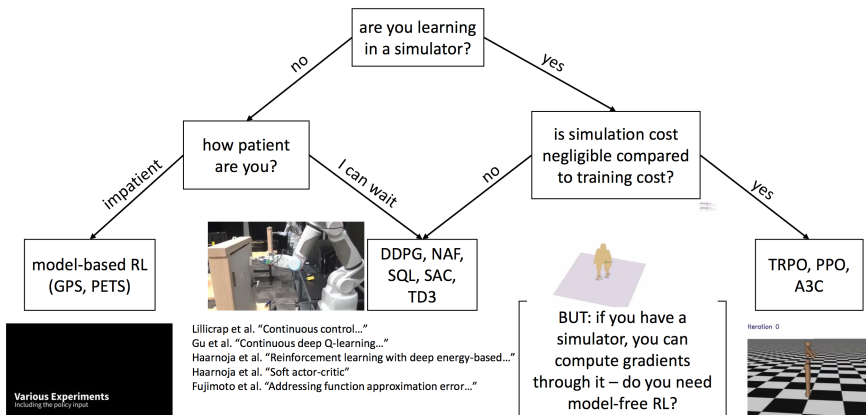 are you learning
in a simulator?
no
yes
how patient
are you?
is simulation cost
negligible compared
to training cost?
impatient
I can wait
no
yes
model-based RL
(GPS, PETS)
DDPG, NAF,
SQL, SAC,
TD3
TRPO, PPO,
A3C
Lillicrap et al. “Continuous control…”
Gu et al. “Continuous deep Q-learning…”
Haarnoja et al. “Reinforcement learning with deep energy-based…”
Haarnoja et al. “Soft actor-critic”
Fujimoto et al. “Addressing function approximation error…”
BUT: if you have a
simulator, you can
compute gradients
through it – do you need
model-free RL?
Iteration 0
Various Experiments
Including the policy input